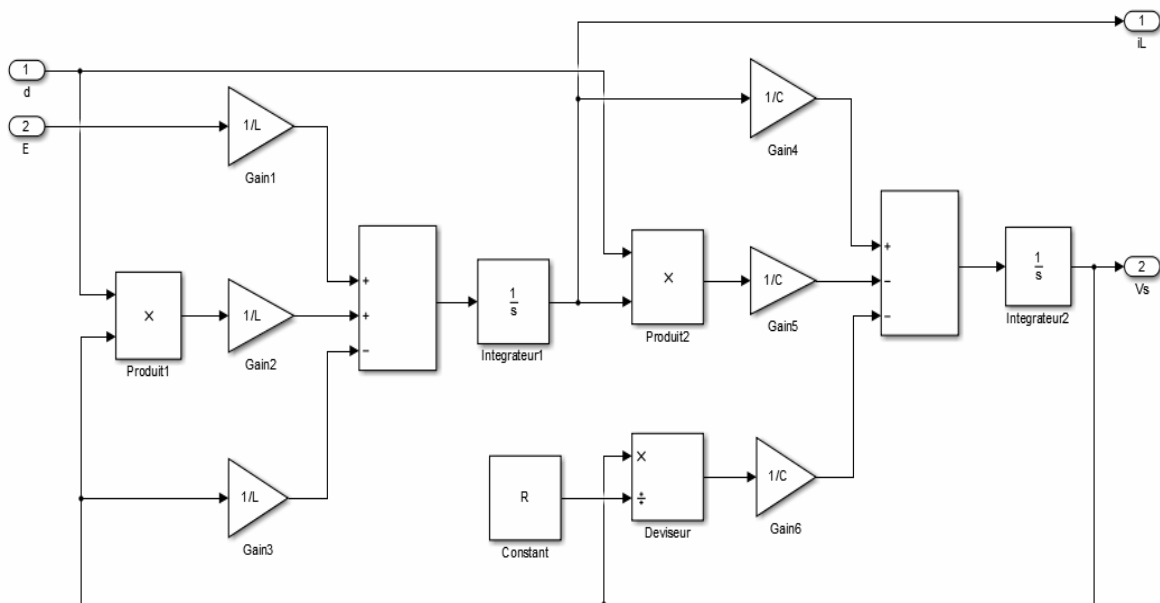 1
iL
1
d
1/C
Gain4
1/L
Gain1
2
E
+
+
−
1
s
Integrateur1
×
Produit1
1/L
Gain2
×
Produit2
1/C
Gain5
+
−
−
1
s
Integrateur2
2
Vs
1/L
Gain3
R
Constant
×
÷
Deviseur
1/C
Gain6